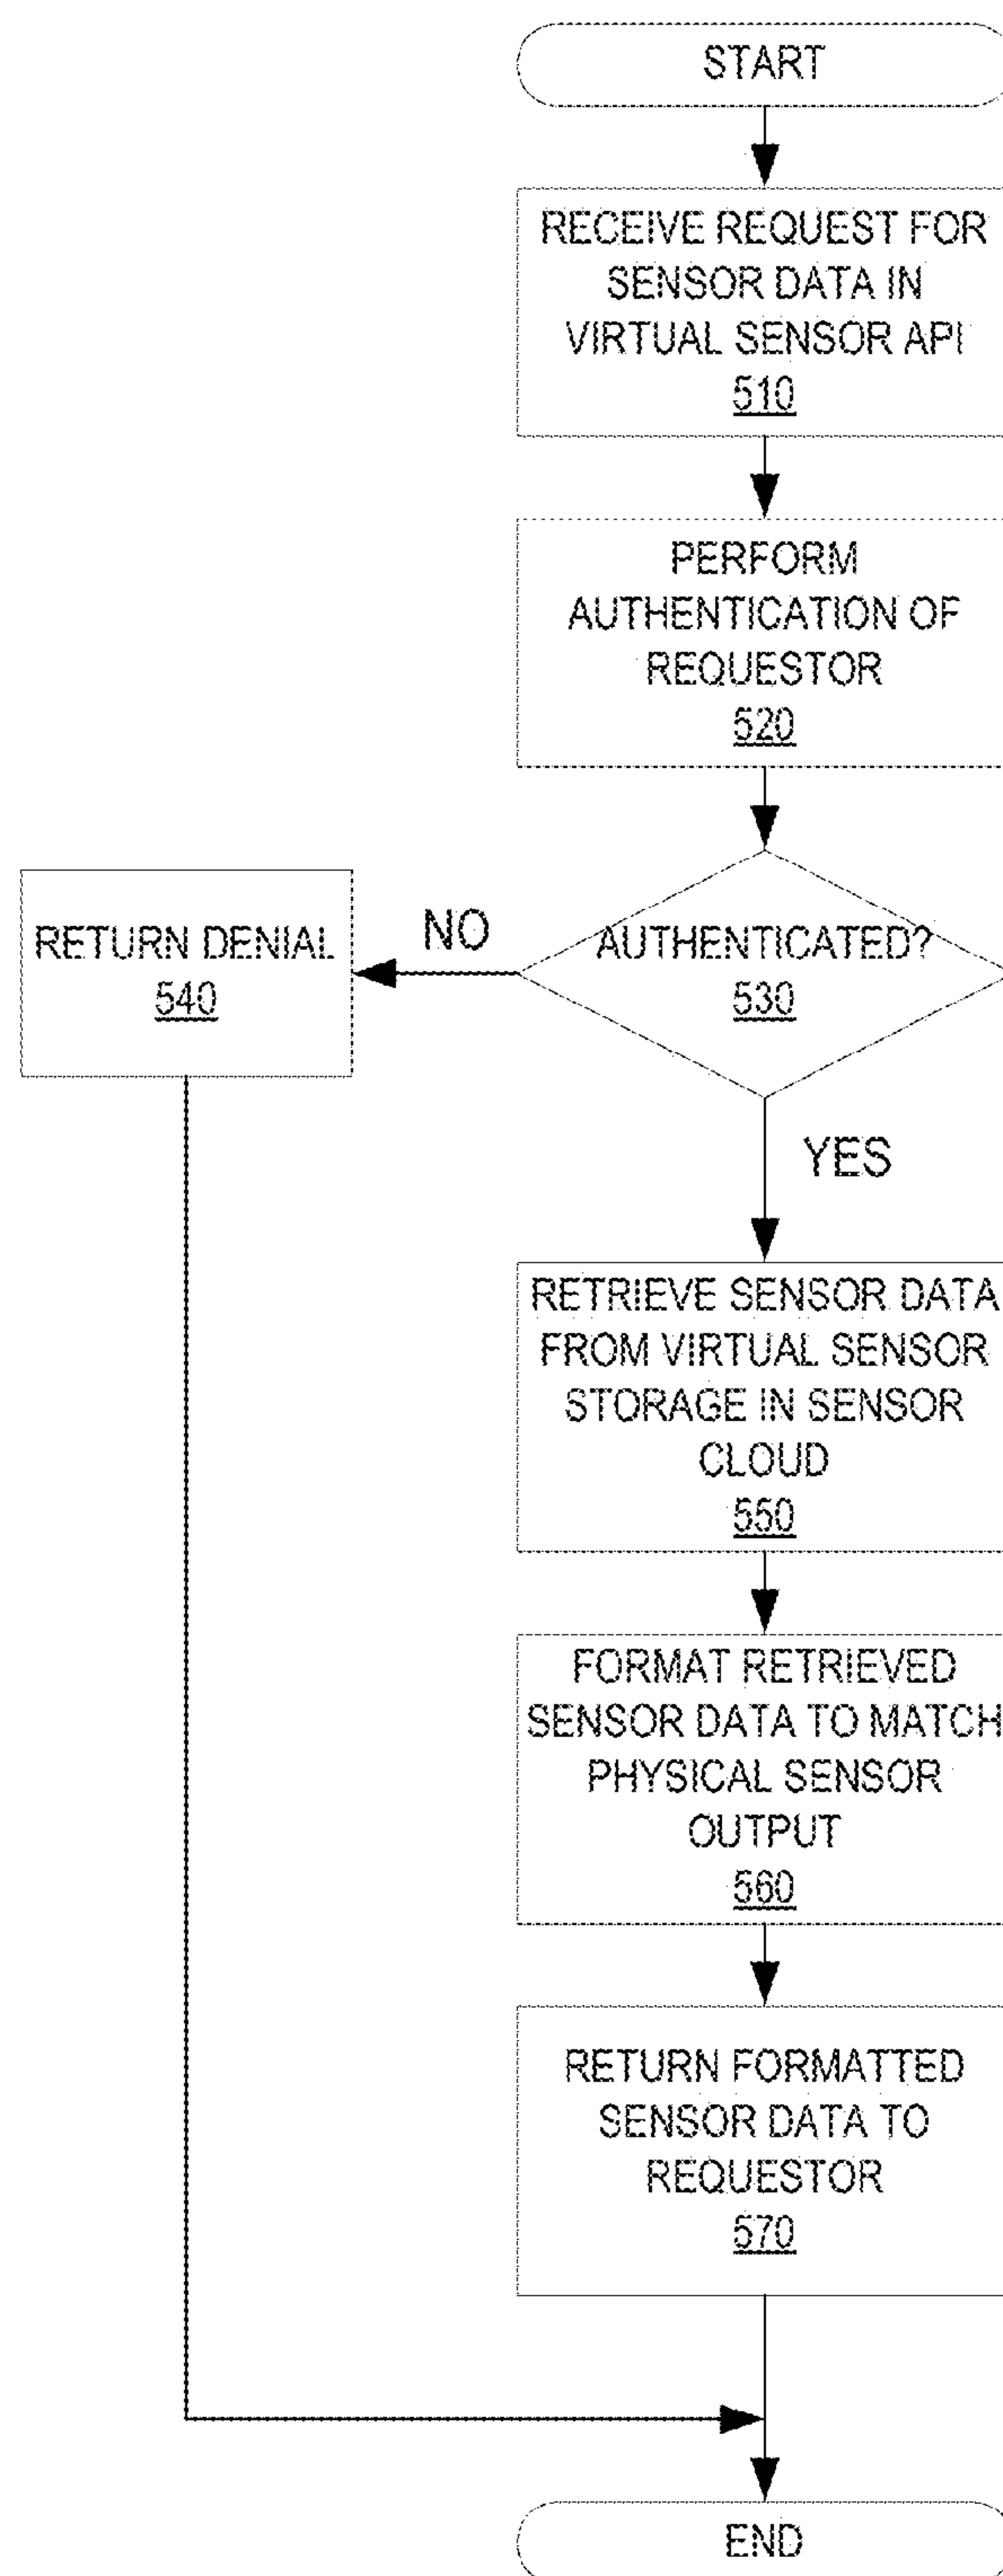 START
RECEIVE REQUEST FOR
SENSOR DATA IN
VIRTUAL SENSOR API
510
PERFORM
AUTHENTICATION OF
REQUESTOR
520
AUTHENTICATED?
530
NO
RETURN DENIAL
540
YES
RETRIEVE SENSOR DATA
FROM VIRTUAL SENSOR
STORAGE IN SENSOR
CLOUD
550
FORMAT RETRIEVED
SENSOR DATA TO MATCH
PHYSICAL SENSOR
OUTPUT
560
RETURN FORMATTED
SENSOR DATA TO
REQUESTOR
570
END